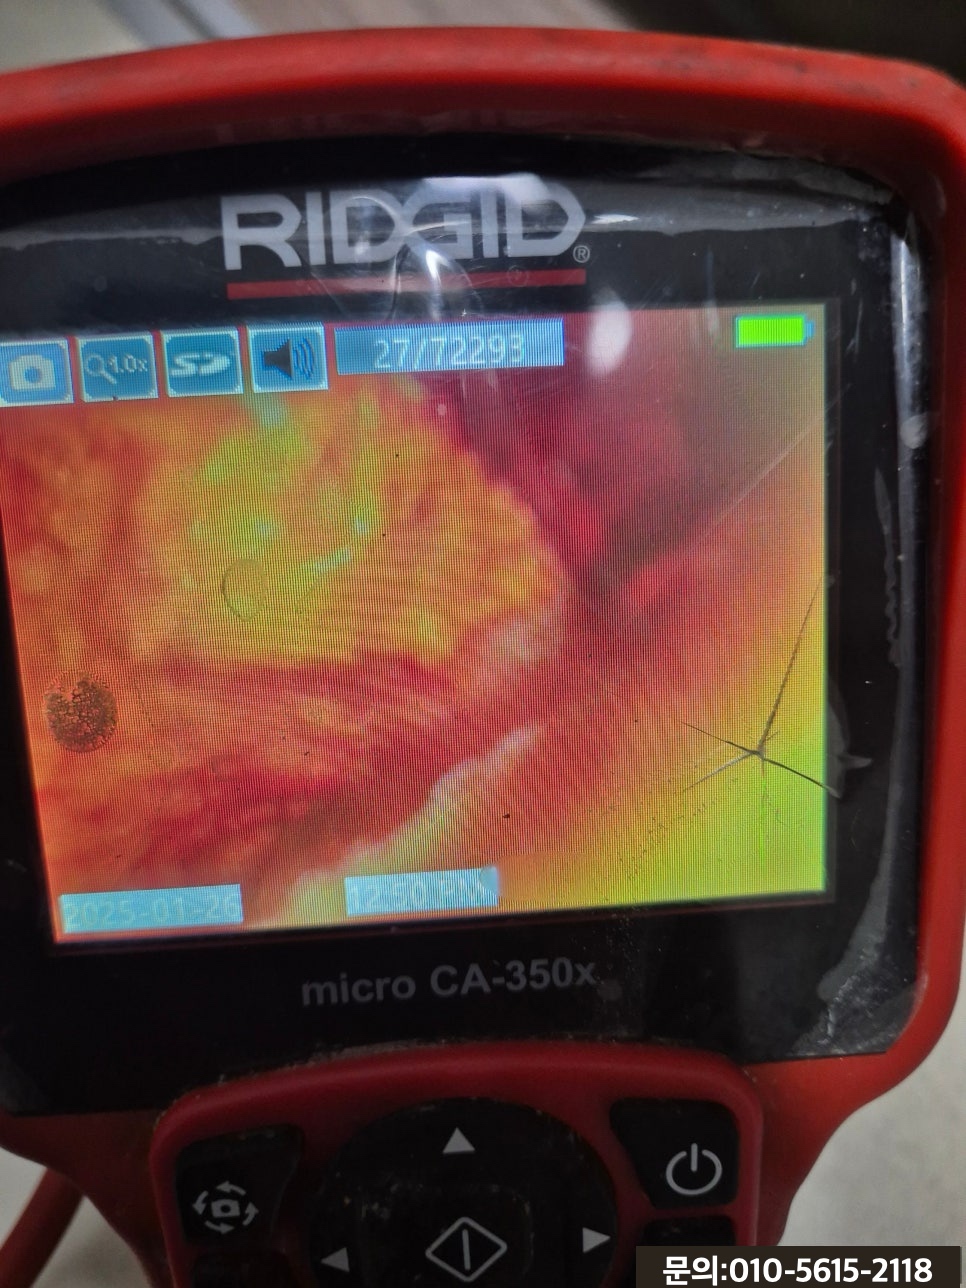 RIDGID®
1.0x
SD
27/72293
2025-01-26
12:50 PM
micro CA-350x
문의:010-5615-2118